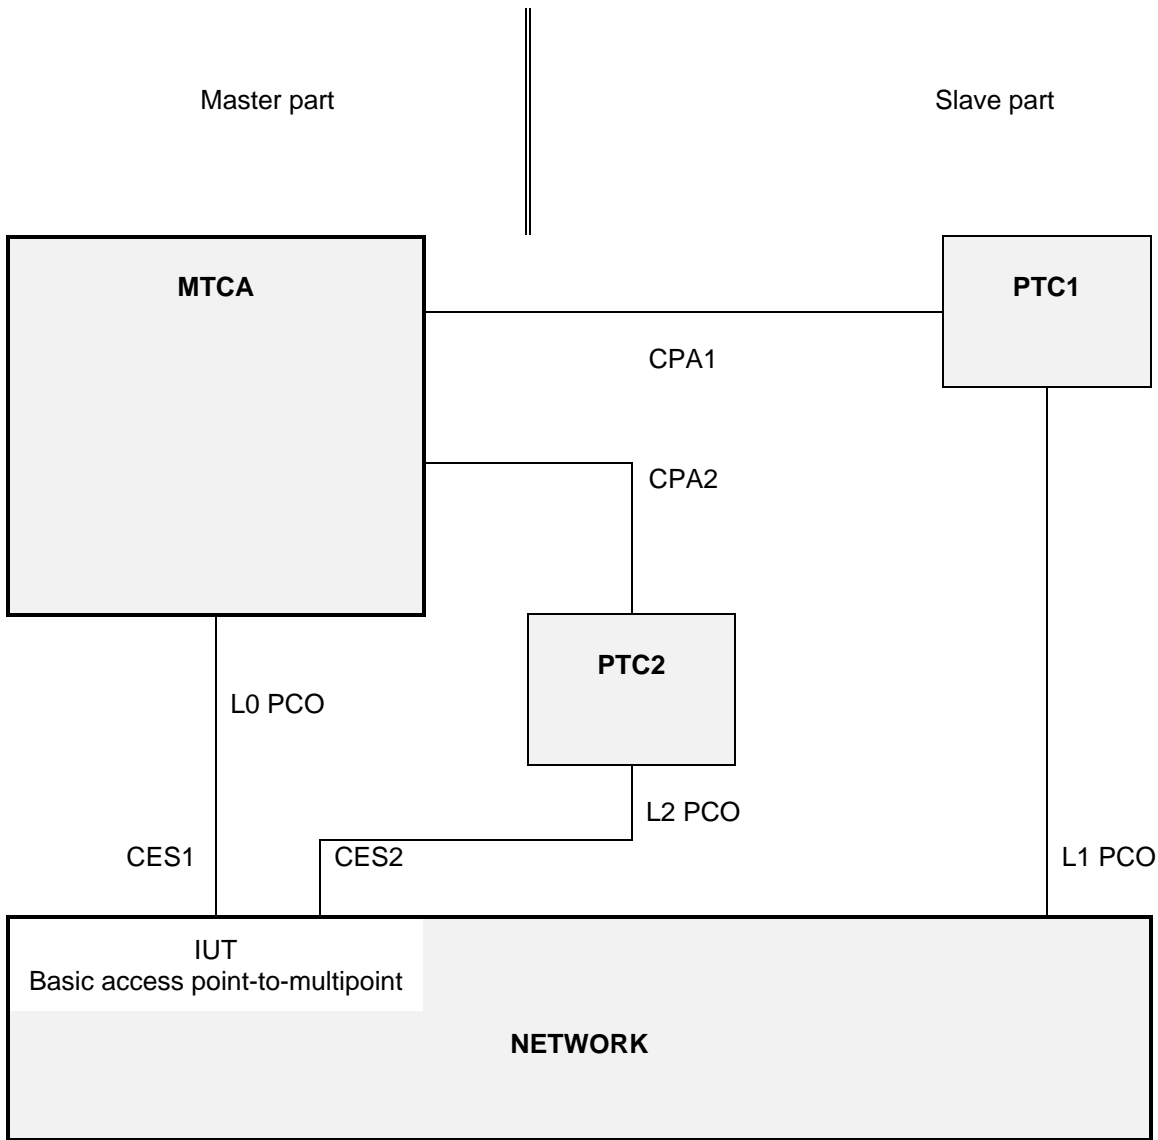 Master part
Slave part
MTCA
PTC1
CPA1
CPA2
PTC2
L0 PCO
L2 PCO
CES1
CES2
L1 PCO
IUT
Basic access point-to-multipoint
NETWORK